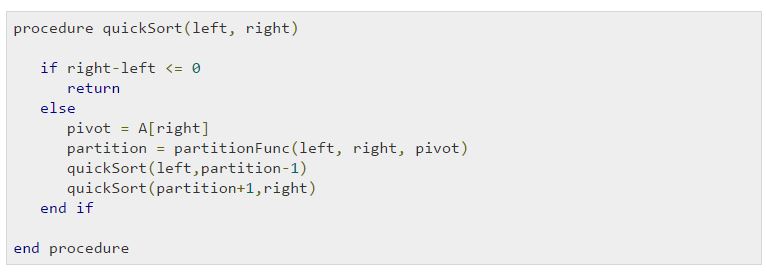 procedure quickSort(left, right)

   if right-left <= 0
      return
   else
      pivot = A[right]
      partition = partitionFunc(left, right, pivot)
      quickSort(left,partition-1)
      quickSort(partition+1,right)
   end if

end procedure